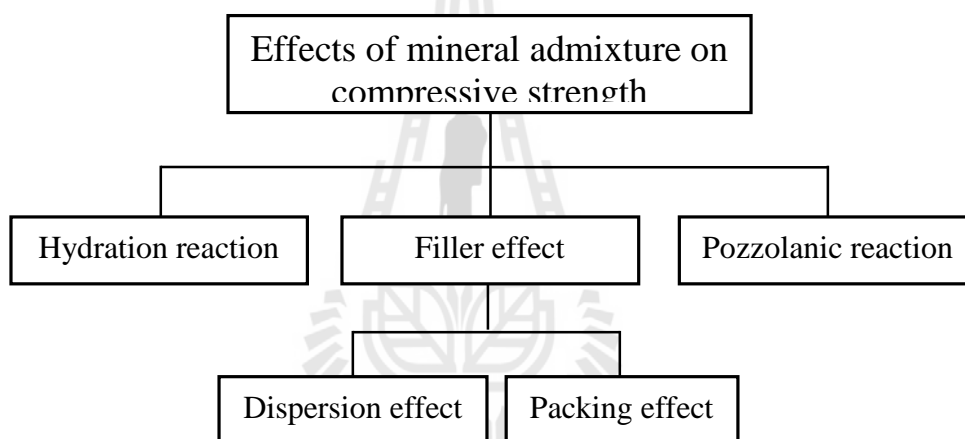 Effects of mineral admixture on
compressive strength
Hydration reaction
Filler effect
Pozzolanic reaction
Dispersion effect
Packing effect